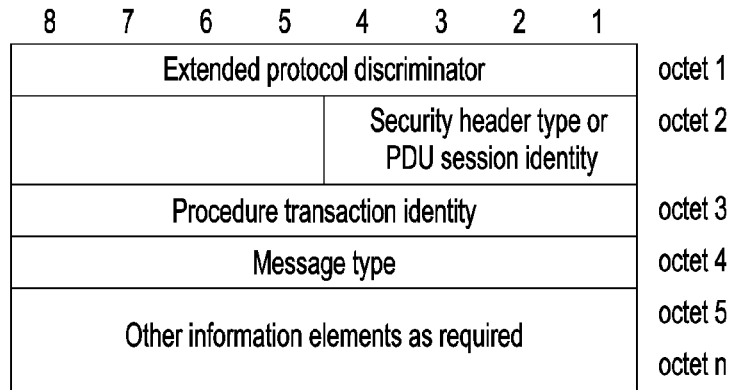 8 7 6 5 4 3 2 1
Extended protocol discriminator octet 1
Security header type or octet 2
PDU session identity
Procedure transaction identity octet 3
Message type octet 4
octet 5
Other information elements as required
octet n